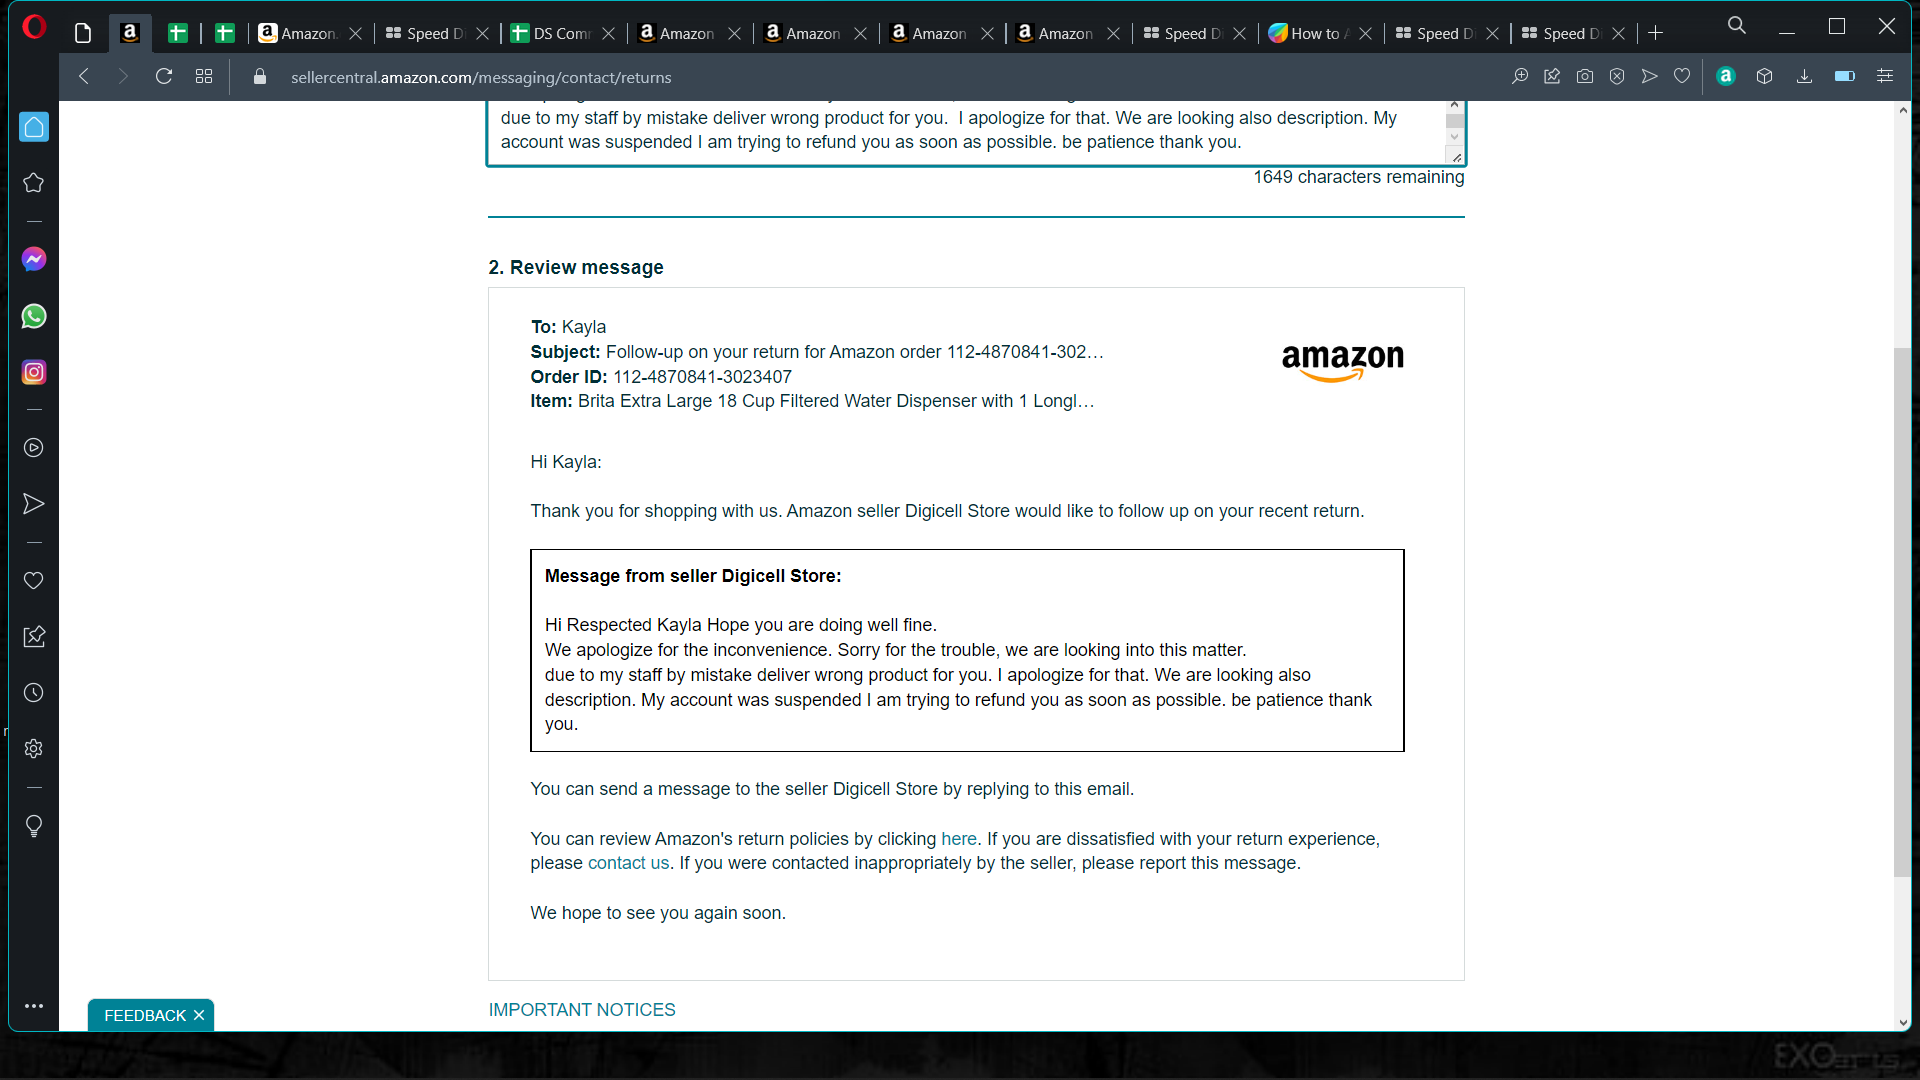 Amazon.
Speed D
DS Com
Amazon
Amazon
Amazon
Amazon
Speed D
How to A
Speed D
Speed D
sellercentral.amazon.com/messaging/contact/returns
due to my staff by mistake deliver wrong product for you.  I apologize for that. We are looking also description. My
account was suspended I am trying to refund you as soon as possible. be patience thank you.
1649 characters remaining
2. Review message
To: Kayla
Subject: Follow-up on your return for Amazon order 112-4870841-302…
Order ID: 112-4870841-3023407
Item: Brita Extra Large 18 Cup Filtered Water Dispenser with 1 Longl…
amazon
Hi Kayla:
Thank you for shopping with us. Amazon seller Digicell Store would like to follow up on your recent return.
Message from seller Digicell Store:
Hi Respected Kayla Hope you are doing well fine.
We apologize for the inconvenience. Sorry for the trouble, we are looking into this matter.
due to my staff by mistake deliver wrong product for you. I apologize for that. We are looking also
description. My account was suspended I am trying to refund you as soon as possible. be patience thank
you.
You can send a message to the seller Digicell Store by replying to this email.
You can review Amazon's return policies by clicking here. If you are dissatisfied with your return experience,
please contact us. If you were contacted inappropriately by the seller, please report this message.
We hope to see you again soon.
IMPORTANT NOTICES
FEEDBACK